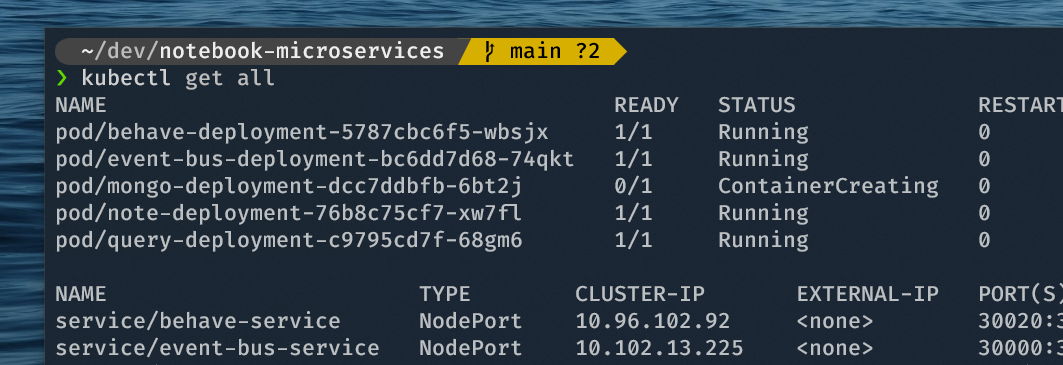 ~/dev/notebook-microservices main ?2
❯ kubectl get all
NAME READY STATUS RESTART
pod/behave-deployment-5787cbc6f5-wbsjx 1/1 Running 0
pod/event-bus-deployment-bc6dd7d68-74qkt 1/1 Running 0
pod/mongo-deployment-dcc7ddbfb-6bt2j 0/1 ContainerCreating 0
pod/note-deployment-76b8c75cf7-xw7fl 1/1 Running 0
pod/query-deployment-c9795cd7f-68gm6 1/1 Running 0
NAME TYPE CLUSTER-IP EXTERNAL-IP PORT(S)
service/behave-service NodePort 10.96.102.92 <none> 30020:3
service/event-bus-service NodePort 10.102.13.225 <none> 30000:3